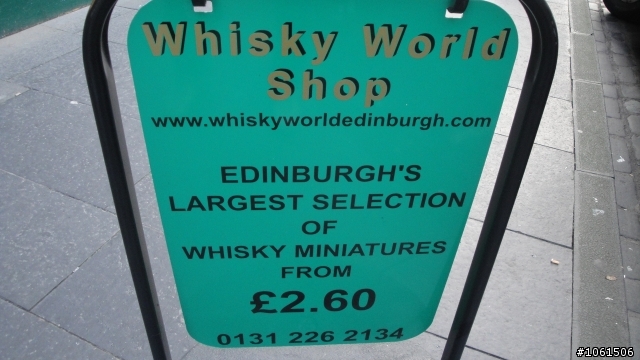 Whisky World
Shop
www.whiskyworldedinburgh.com
EDINBURGH'S
LARGEST SELECTION
OF
WHISKY MINIATURES
FROM
£2.60
0131 226 2134
#1061506